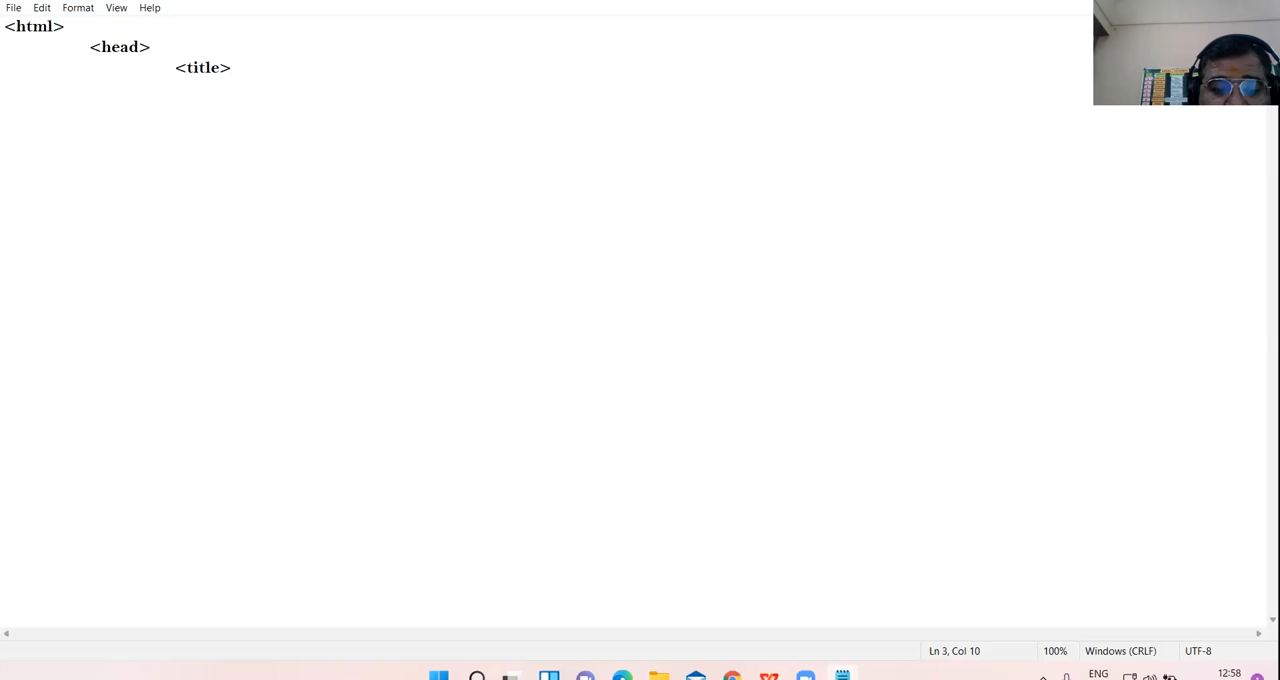 File Edit Format View Help
<html>
<head>
<title>
Ln 3, Col 10 100% Windows (CRLF) UTF-8
ENG 12:58